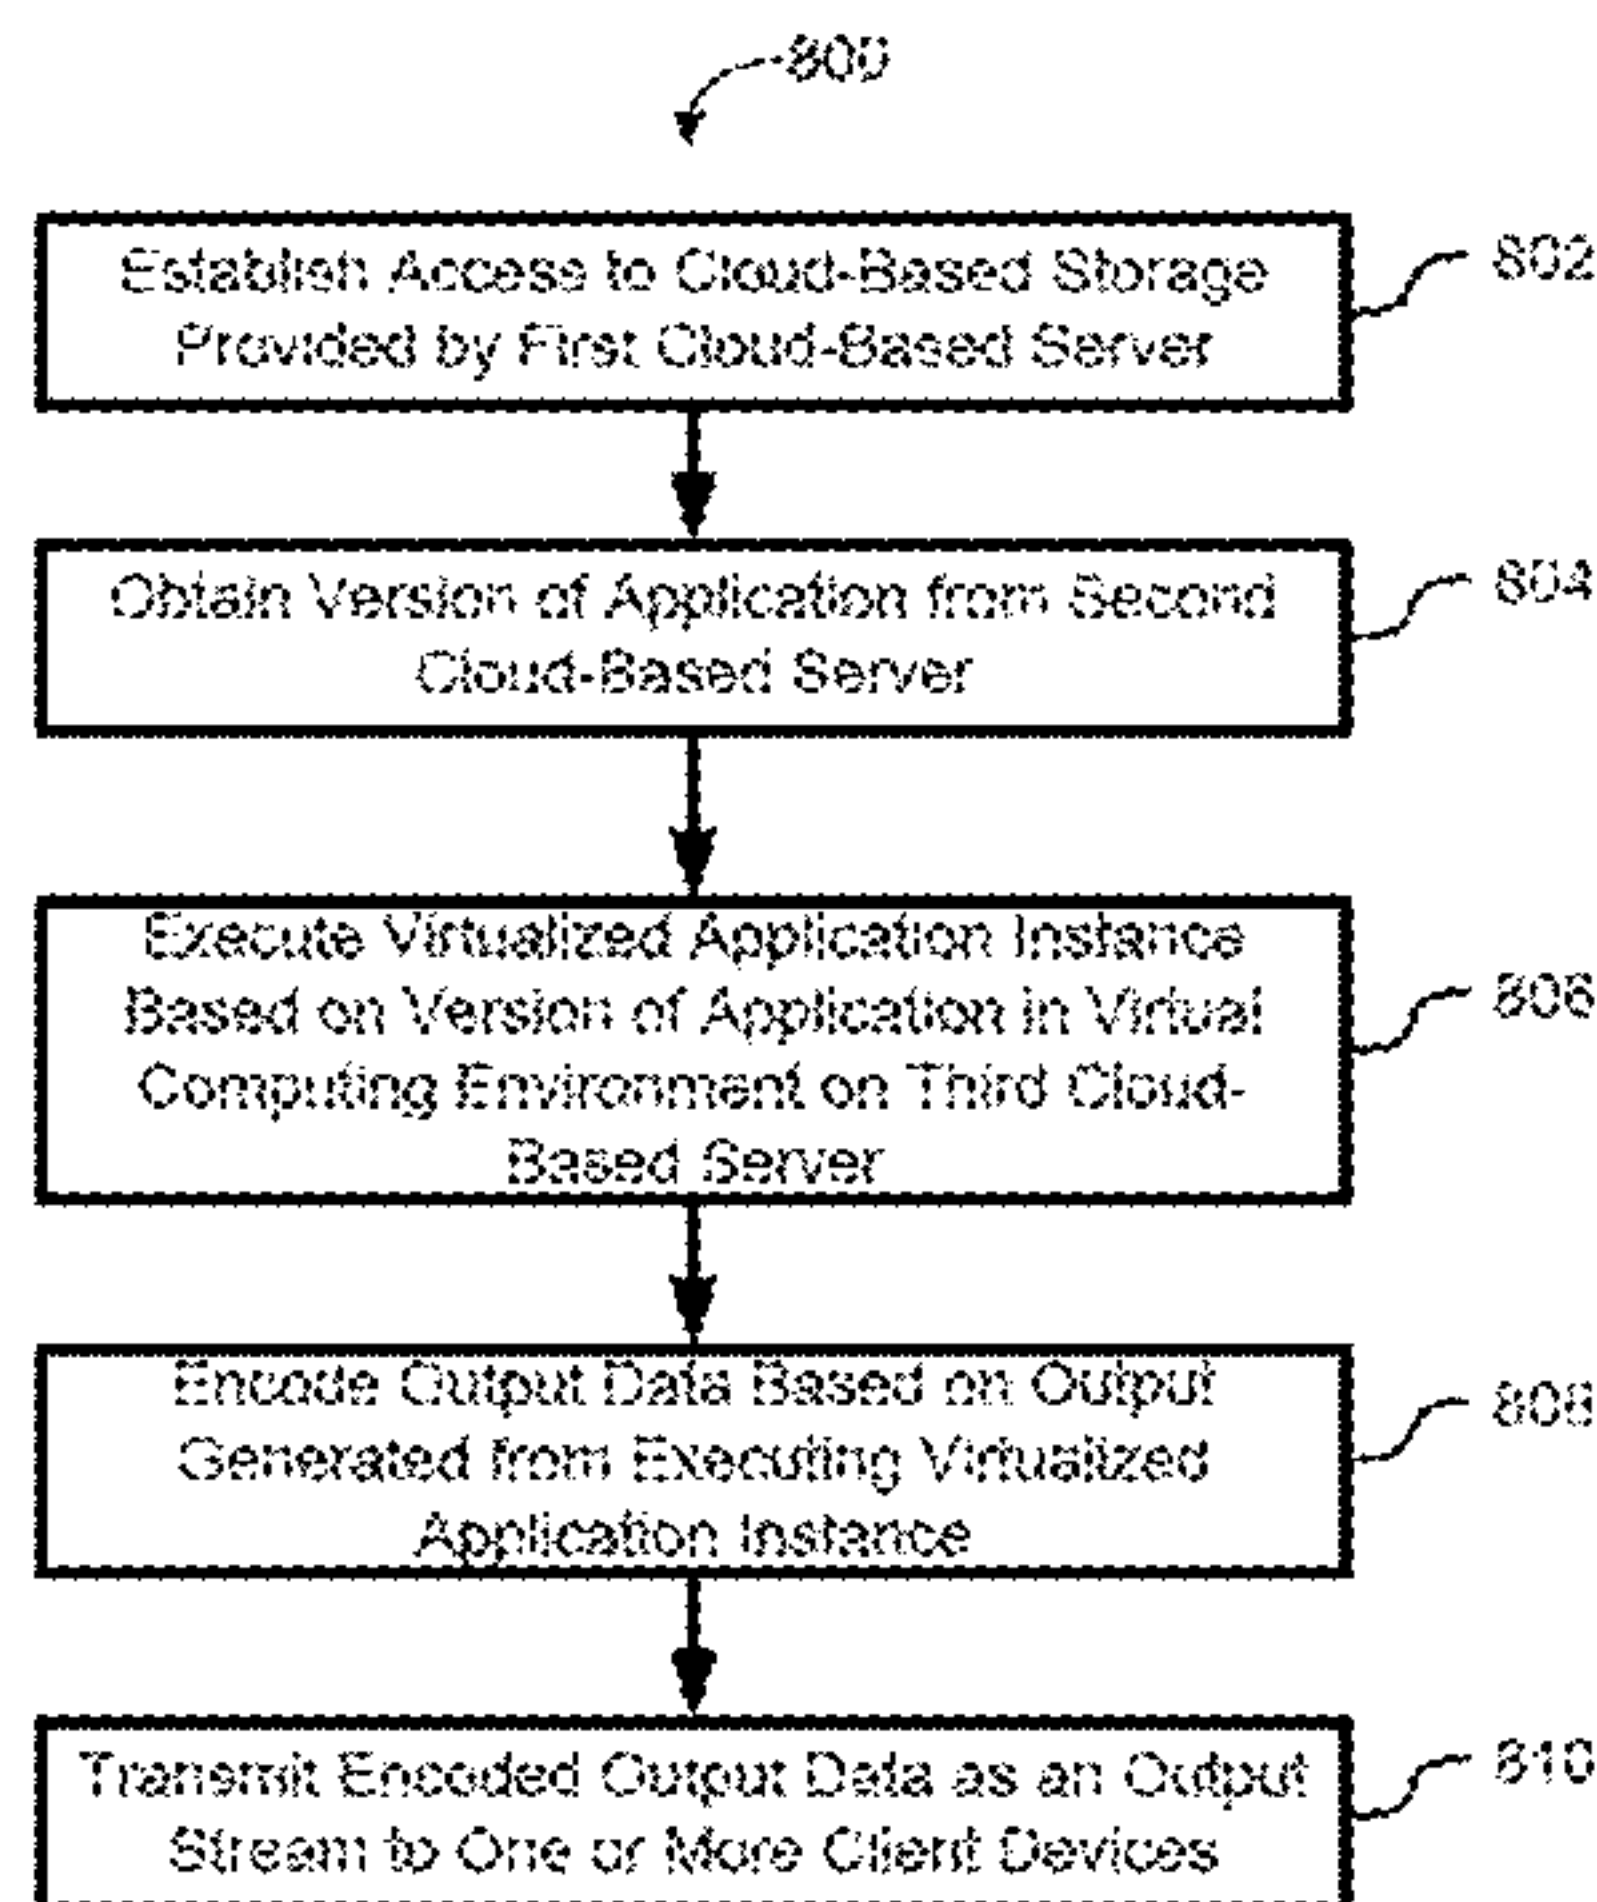 800
Establish Access to Cloud-Based Storage
Provided by First Cloud-Based Server
802
Obtain Version of Application from Second
Cloud-Based Server
804
Execute Virtualized Application Instance
Based on Version of Application in Virtual
Computing Environment on Third Cloud-
Based Server
806
Encode Output Data Based on Output
Generated from Executing Virtualized
Application Instance
808
Transmit Encoded Output Data as an Output
Stream to One or More Client Devices
810